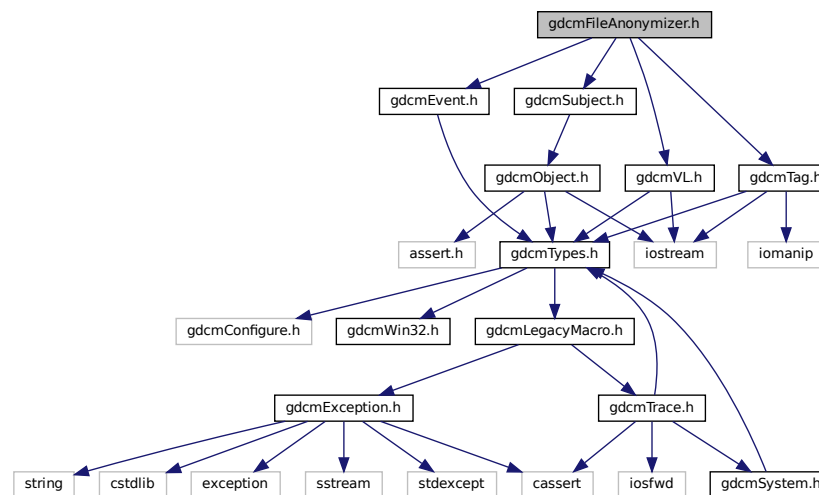 gdcmFileAnonymizer.h
gdcmEvent.h
gdcmSubject.h
gdcmObject.h
gdcmVL.h
gdcmTag.h
assert.h
gdcmTypes.h
iostream
iomanip
gdcmConfigure.h
gdcmWin32.h
gdcmLegacyMacro.h
gdcmException.h
gdcmTrace.h
string
cstdlib
exception
sstream
stdexcept
cassert
iosfwd
gdcmSystem.h